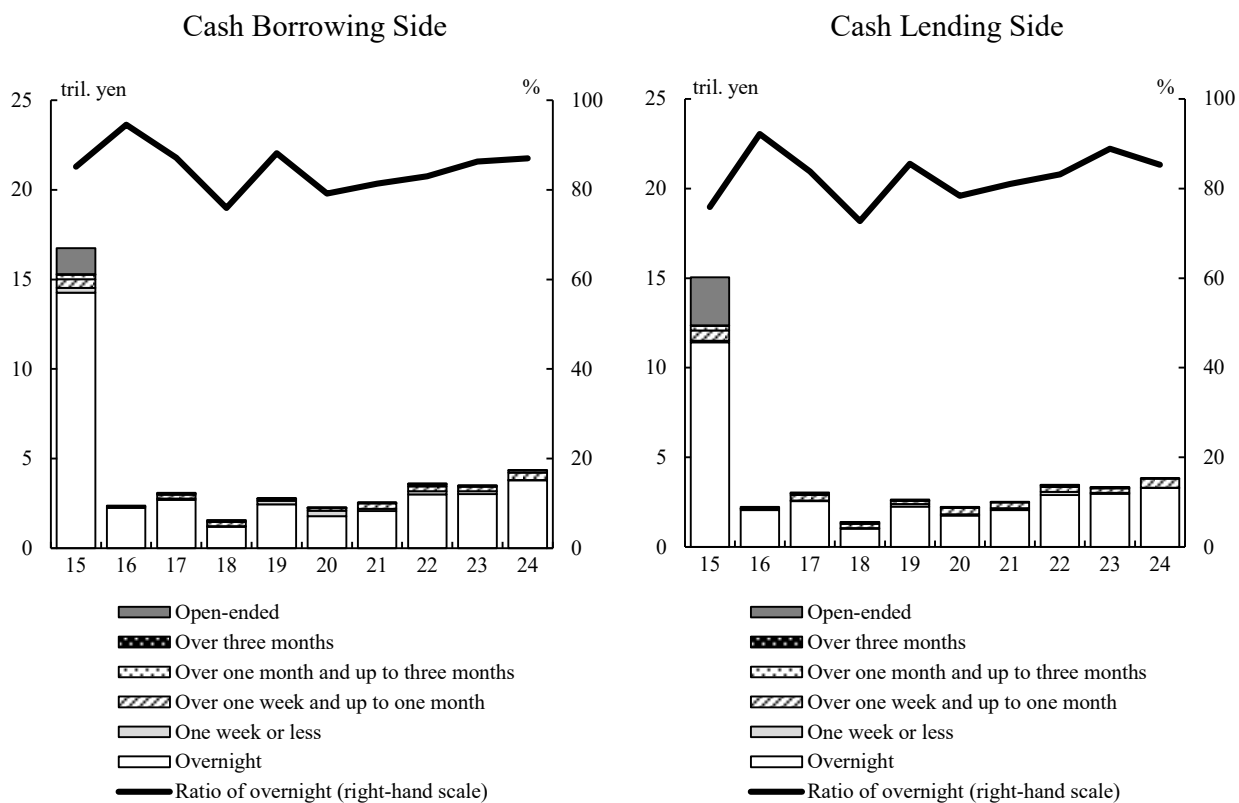 Cash Borrowing Side
tril. yen
%
25
20
15
10
5
0
100
80
60
40
20
0
15 16 17 18 19 20 21 22 23 24
Open-ended
Over three months
Over one month and up to three months
Over one week and up to one month
One week or less
Overnight
Ratio of overnight (right-hand scale)
Cash Lending Side
tril. yen
%
25
20
15
10
5
0
100
80
60
40
20
0
15 16 17 18 19 20 21 22 23 24
Open-ended
Over three months
Over one month and up to three months
Over one week and up to one month
One week or less
Overnight
Ratio of overnight (right-hand scale)